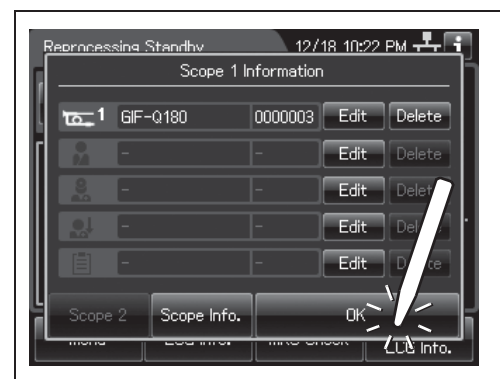 Reprocessing Standby 12/18 10:22 PM i
Scope 1 Information
1 GIF-Q180 0000003 Edit Delete
- - Edit Delete
- - Edit
- - Edit
- - Edit
Scope 2 Scope Info. OK
LCG Info.